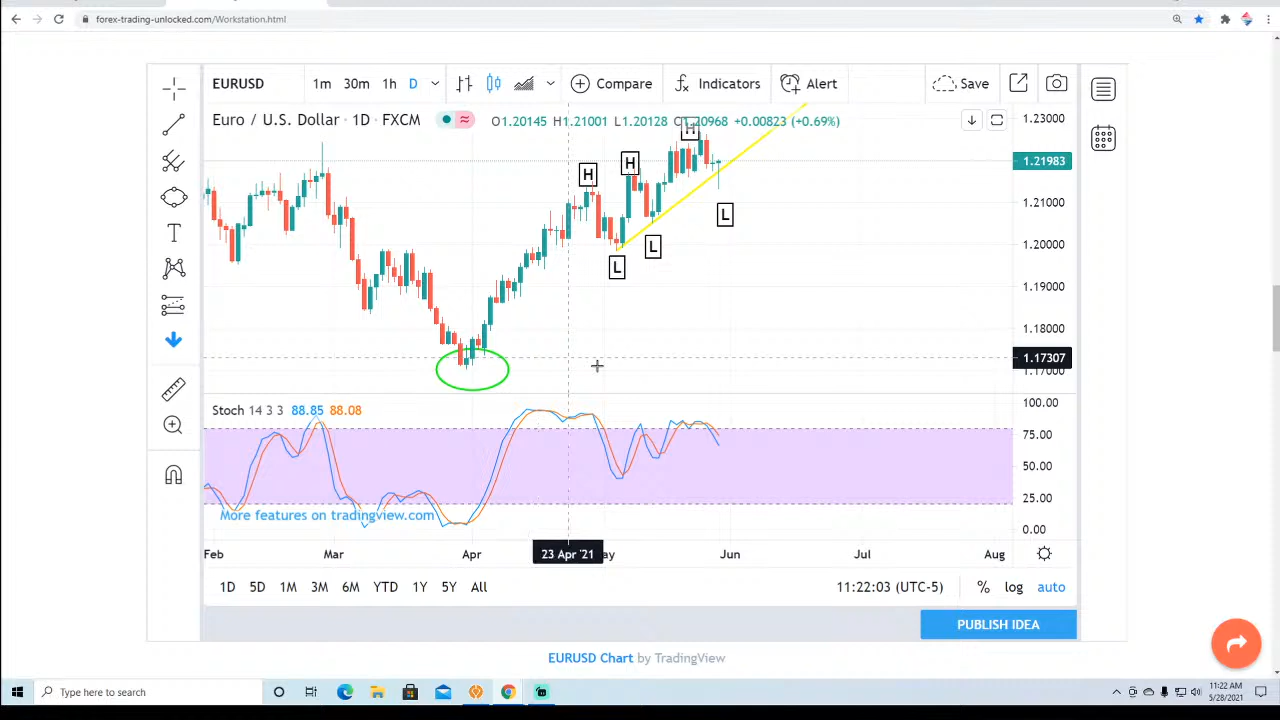 forex-trading-unlocked.com/Workstation.html
EURUSD 1m 30m 1h D Compare Indicators Alert Save
Euro / U.S. Dollar · 1D · FXCM O1.20145 H1.21001 L1.20128 +0.00823 (+0.69%)
1.23000
1.21983
1.21000
1.20000
1.19000
1.18000
1.17307
1.17000
H
H
H
L
L
L
Stoch 14 3 3 88.85 88.08
100.00
75.00
50.00
25.00
0.00
More features on tradingview.com
Feb Mar Apr 23 Apr '21 Jun Jul Aug
1D 5D 1M 3M 6M YTD 1Y 5Y All 11:22:03 (UTC-5) % log auto
PUBLISH IDEA
EURUSD Chart by TradingView
Type here to search
11:22 AM
5/28/2021